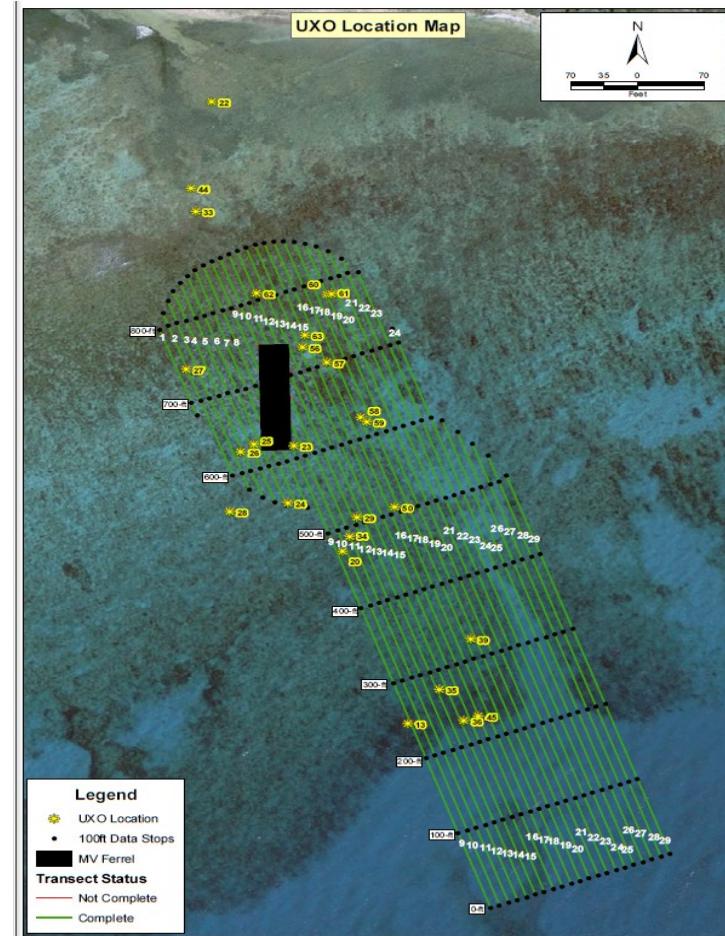 UXO Location Map
N
70 35 0 70
Feet
22
44
33
60
62
61
21
22
23
16 17 18 19 20
9 10 11 12 13 14 15
63
24
800-ft
1 2 3 4 5 6 7 8
56
57
27
700-ft
58
59
25
23
26
600-ft
24
28
29
50
500-ft
34
9 10 11 12 13 14 15
16 17 18 19 20
21 22 23 24 25
26 27 28 29
20
400-ft
39
300-ft
35
13
36
45
200-ft
100-ft
9 10 11 12 13 14 15
16 17 18 19 20
21 22 23 24 25
26 27 28 29
0-ft
Legend
UXO Location
100ft Data Stops
MV Ferrel
Transect Status
Not Complete
Complete